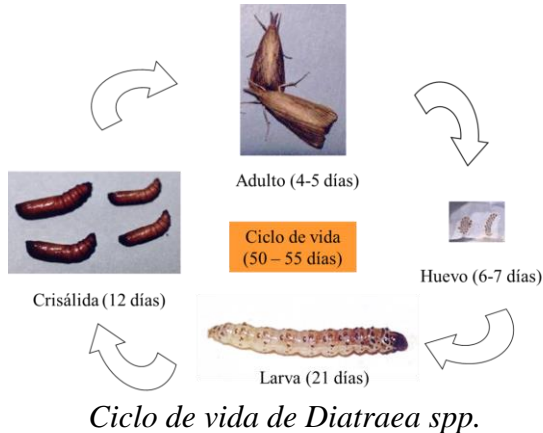 Adulto (4-5 días)
Ciclo de vida
(50 – 55 días)
Huevo (6-7 días)
Crisálida (12 días)
Larva (21 días)
Ciclo de vida de Diatraea spp.